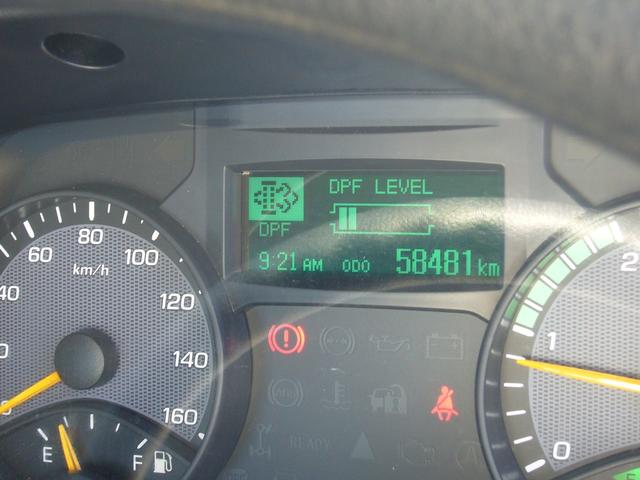 DPF LEVEL
DPF
9:21 AM ODO 58481 km
60
80
100
km/h
120
140
160
E
F
2
1
0
READY